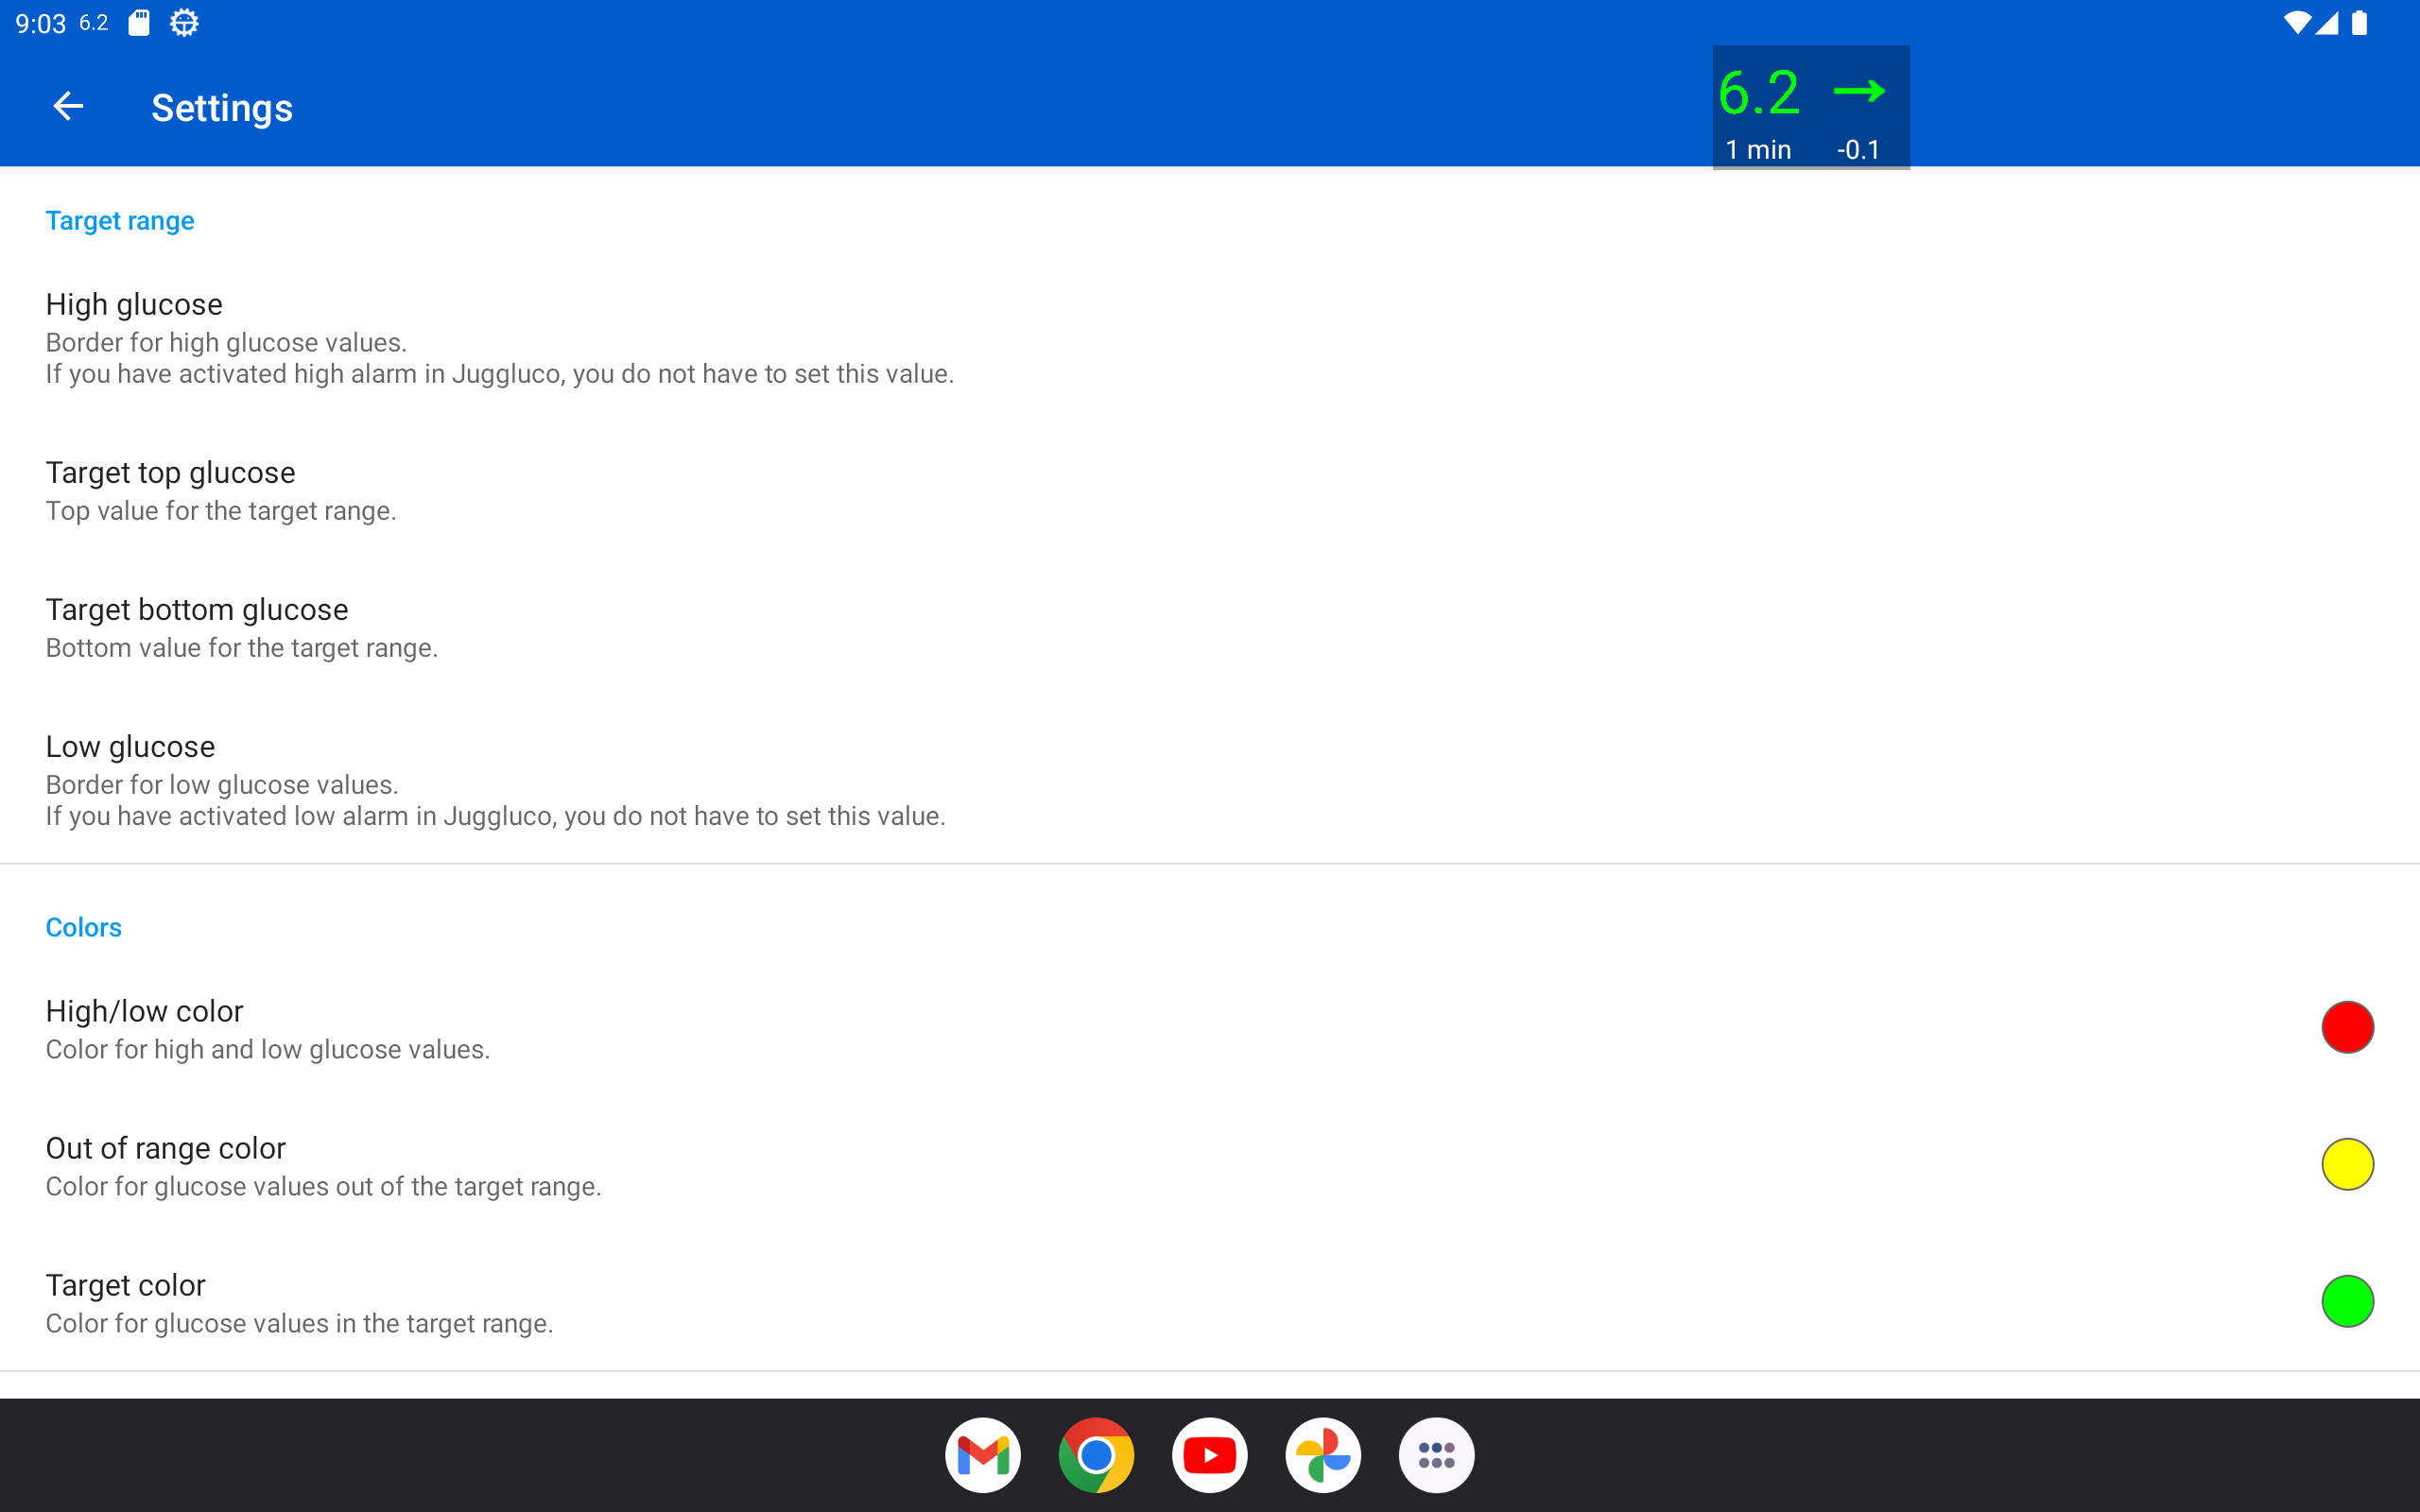 9:03 6.2
Settings
6.2 →
1 min -0.1
Target range
High glucose
Border for high glucose values.
If you have activated high alarm in Juggluco, you do not have to set this value.
Target top glucose
Top value for the target range.
Target bottom glucose
Bottom value for the target range.
Low glucose
Border for low glucose values.
If you have activated low alarm in Juggluco, you do not have to set this value.
Colors
High/low color
Color for high and low glucose values.
Out of range color
Color for glucose values out of the target range.
Target color
Color for glucose values in the target range.